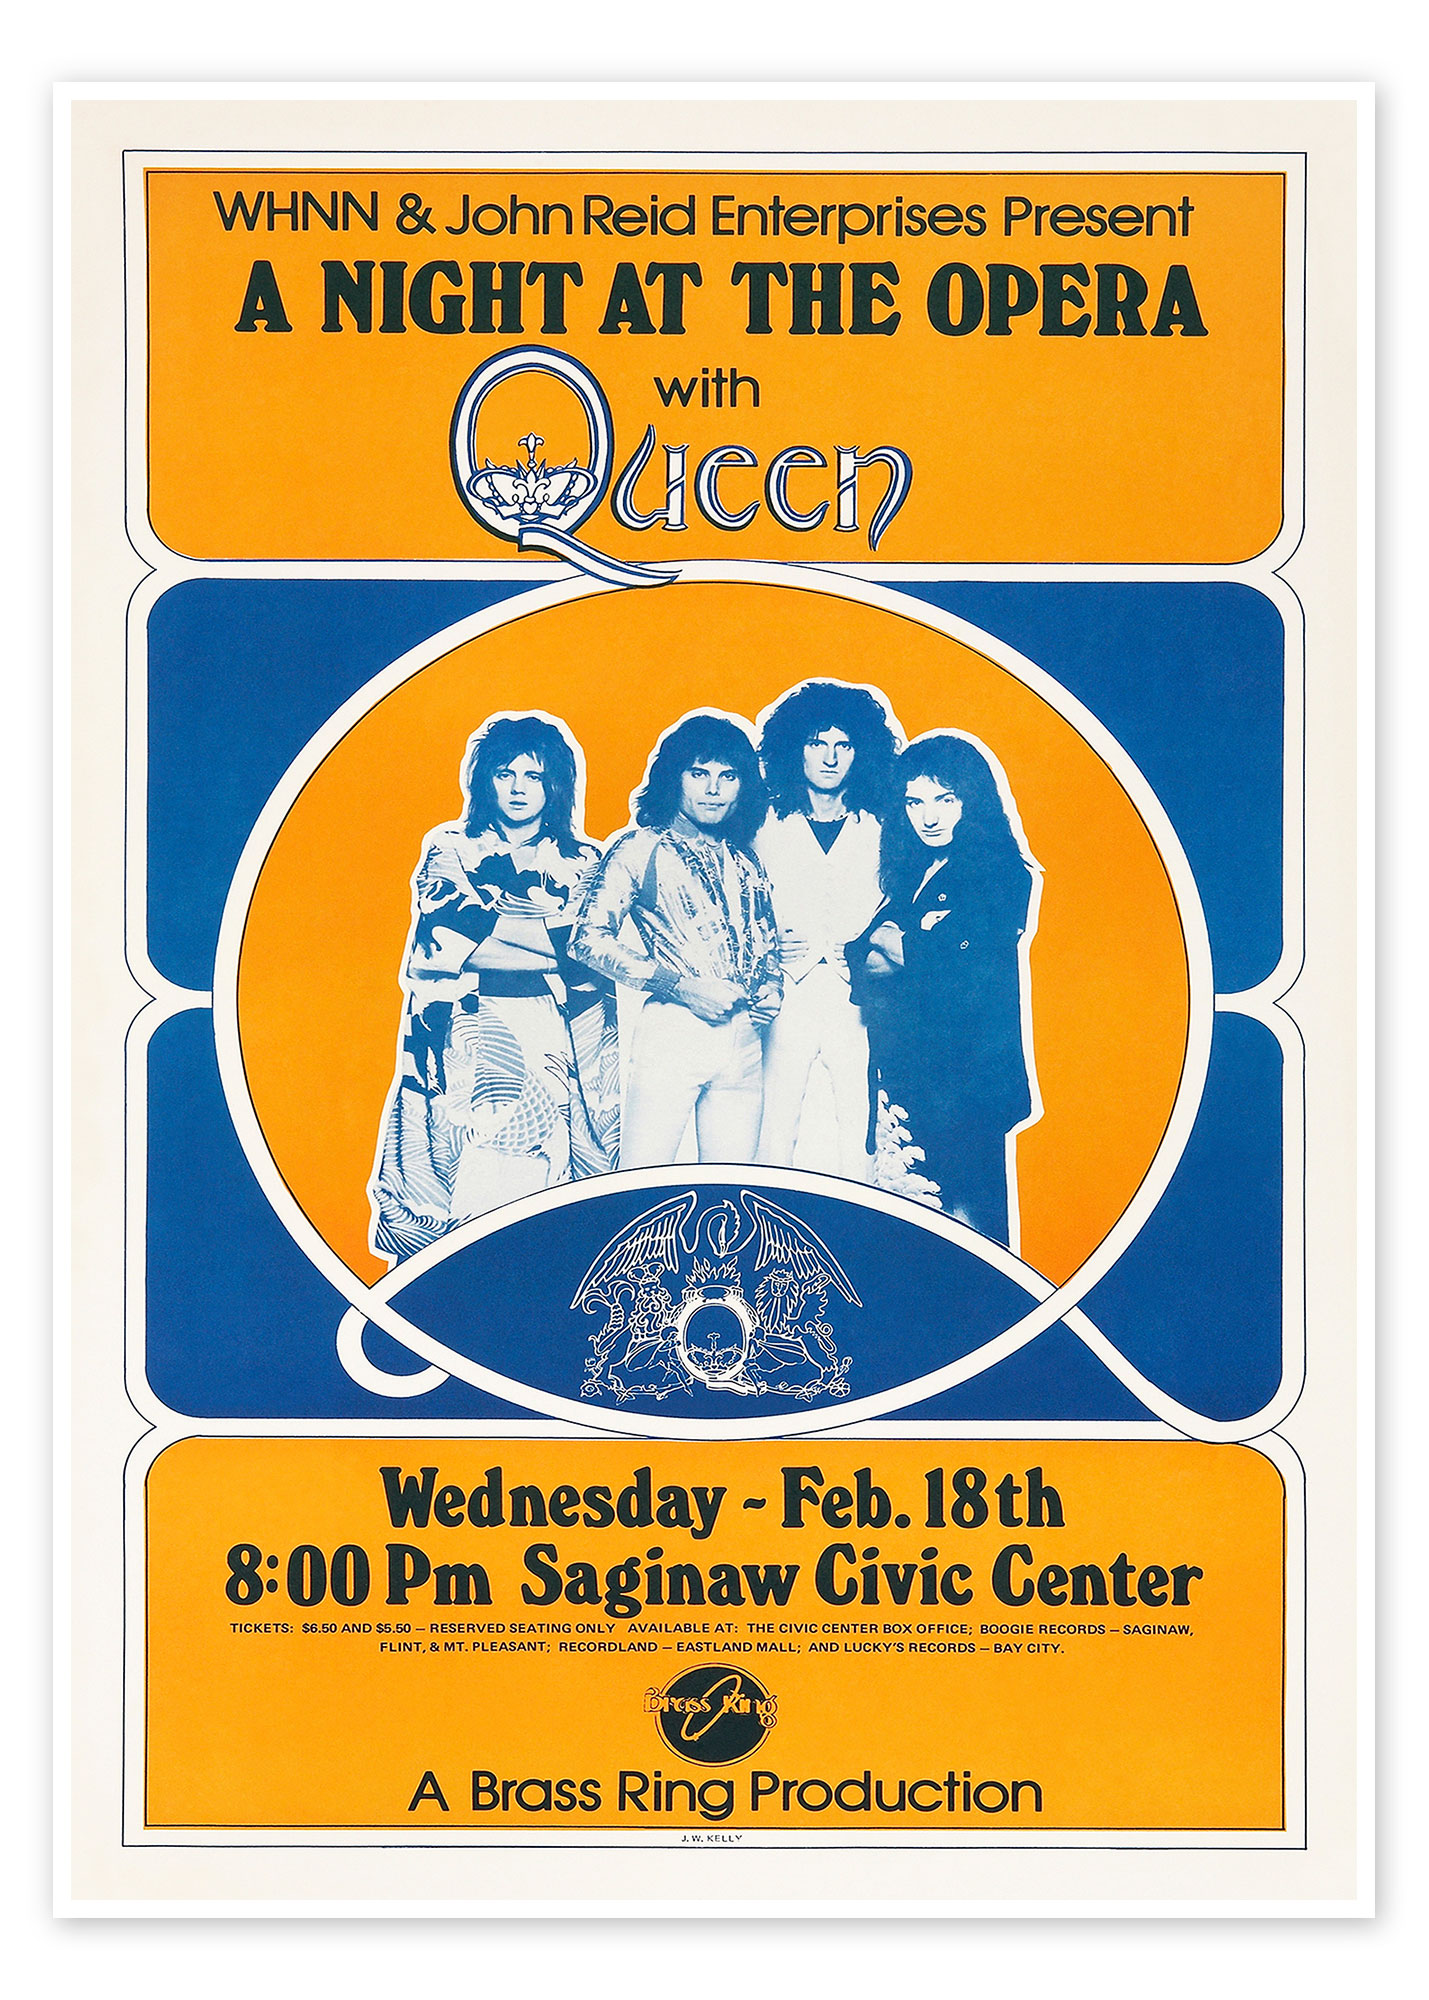 WHNN & John Reid Enterprises Present
A NIGHT AT THE OPERA
with
Queen
Wednesday ~ Feb. 18th
8:00 Pm Saginaw Civic Center
TICKETS: $6.50 AND $5.50 — RESERVED SEATING ONLY AVAILABLE AT: THE CIVIC CENTER BOX OFFICE; BOOGIE RECORDS — SAGINAW,
FLINT, & MT. PLEASANT; RECORDLAND — EASTLAND MALL; AND LUCKY'S RECORDS — BAY CITY.
Brass Ring
A Brass Ring Production
J. W. KELLY